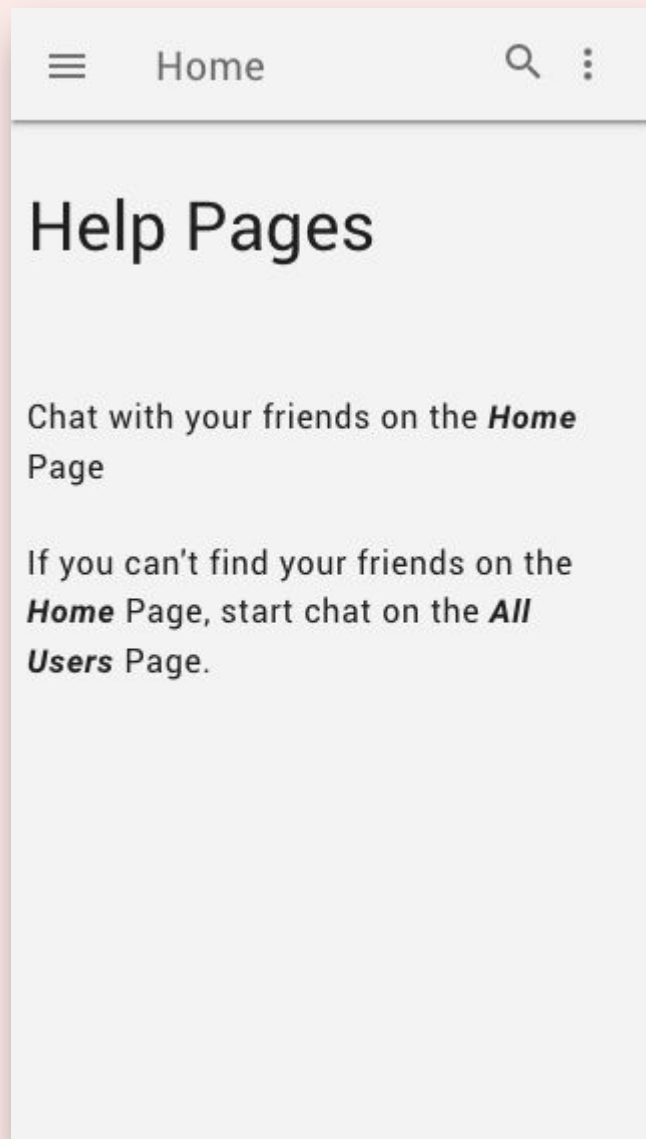 Home
Help Pages
Chat with your friends on the Home
Page
If you can't find your friends on the
Home Page, start chat on the All
Users Page.